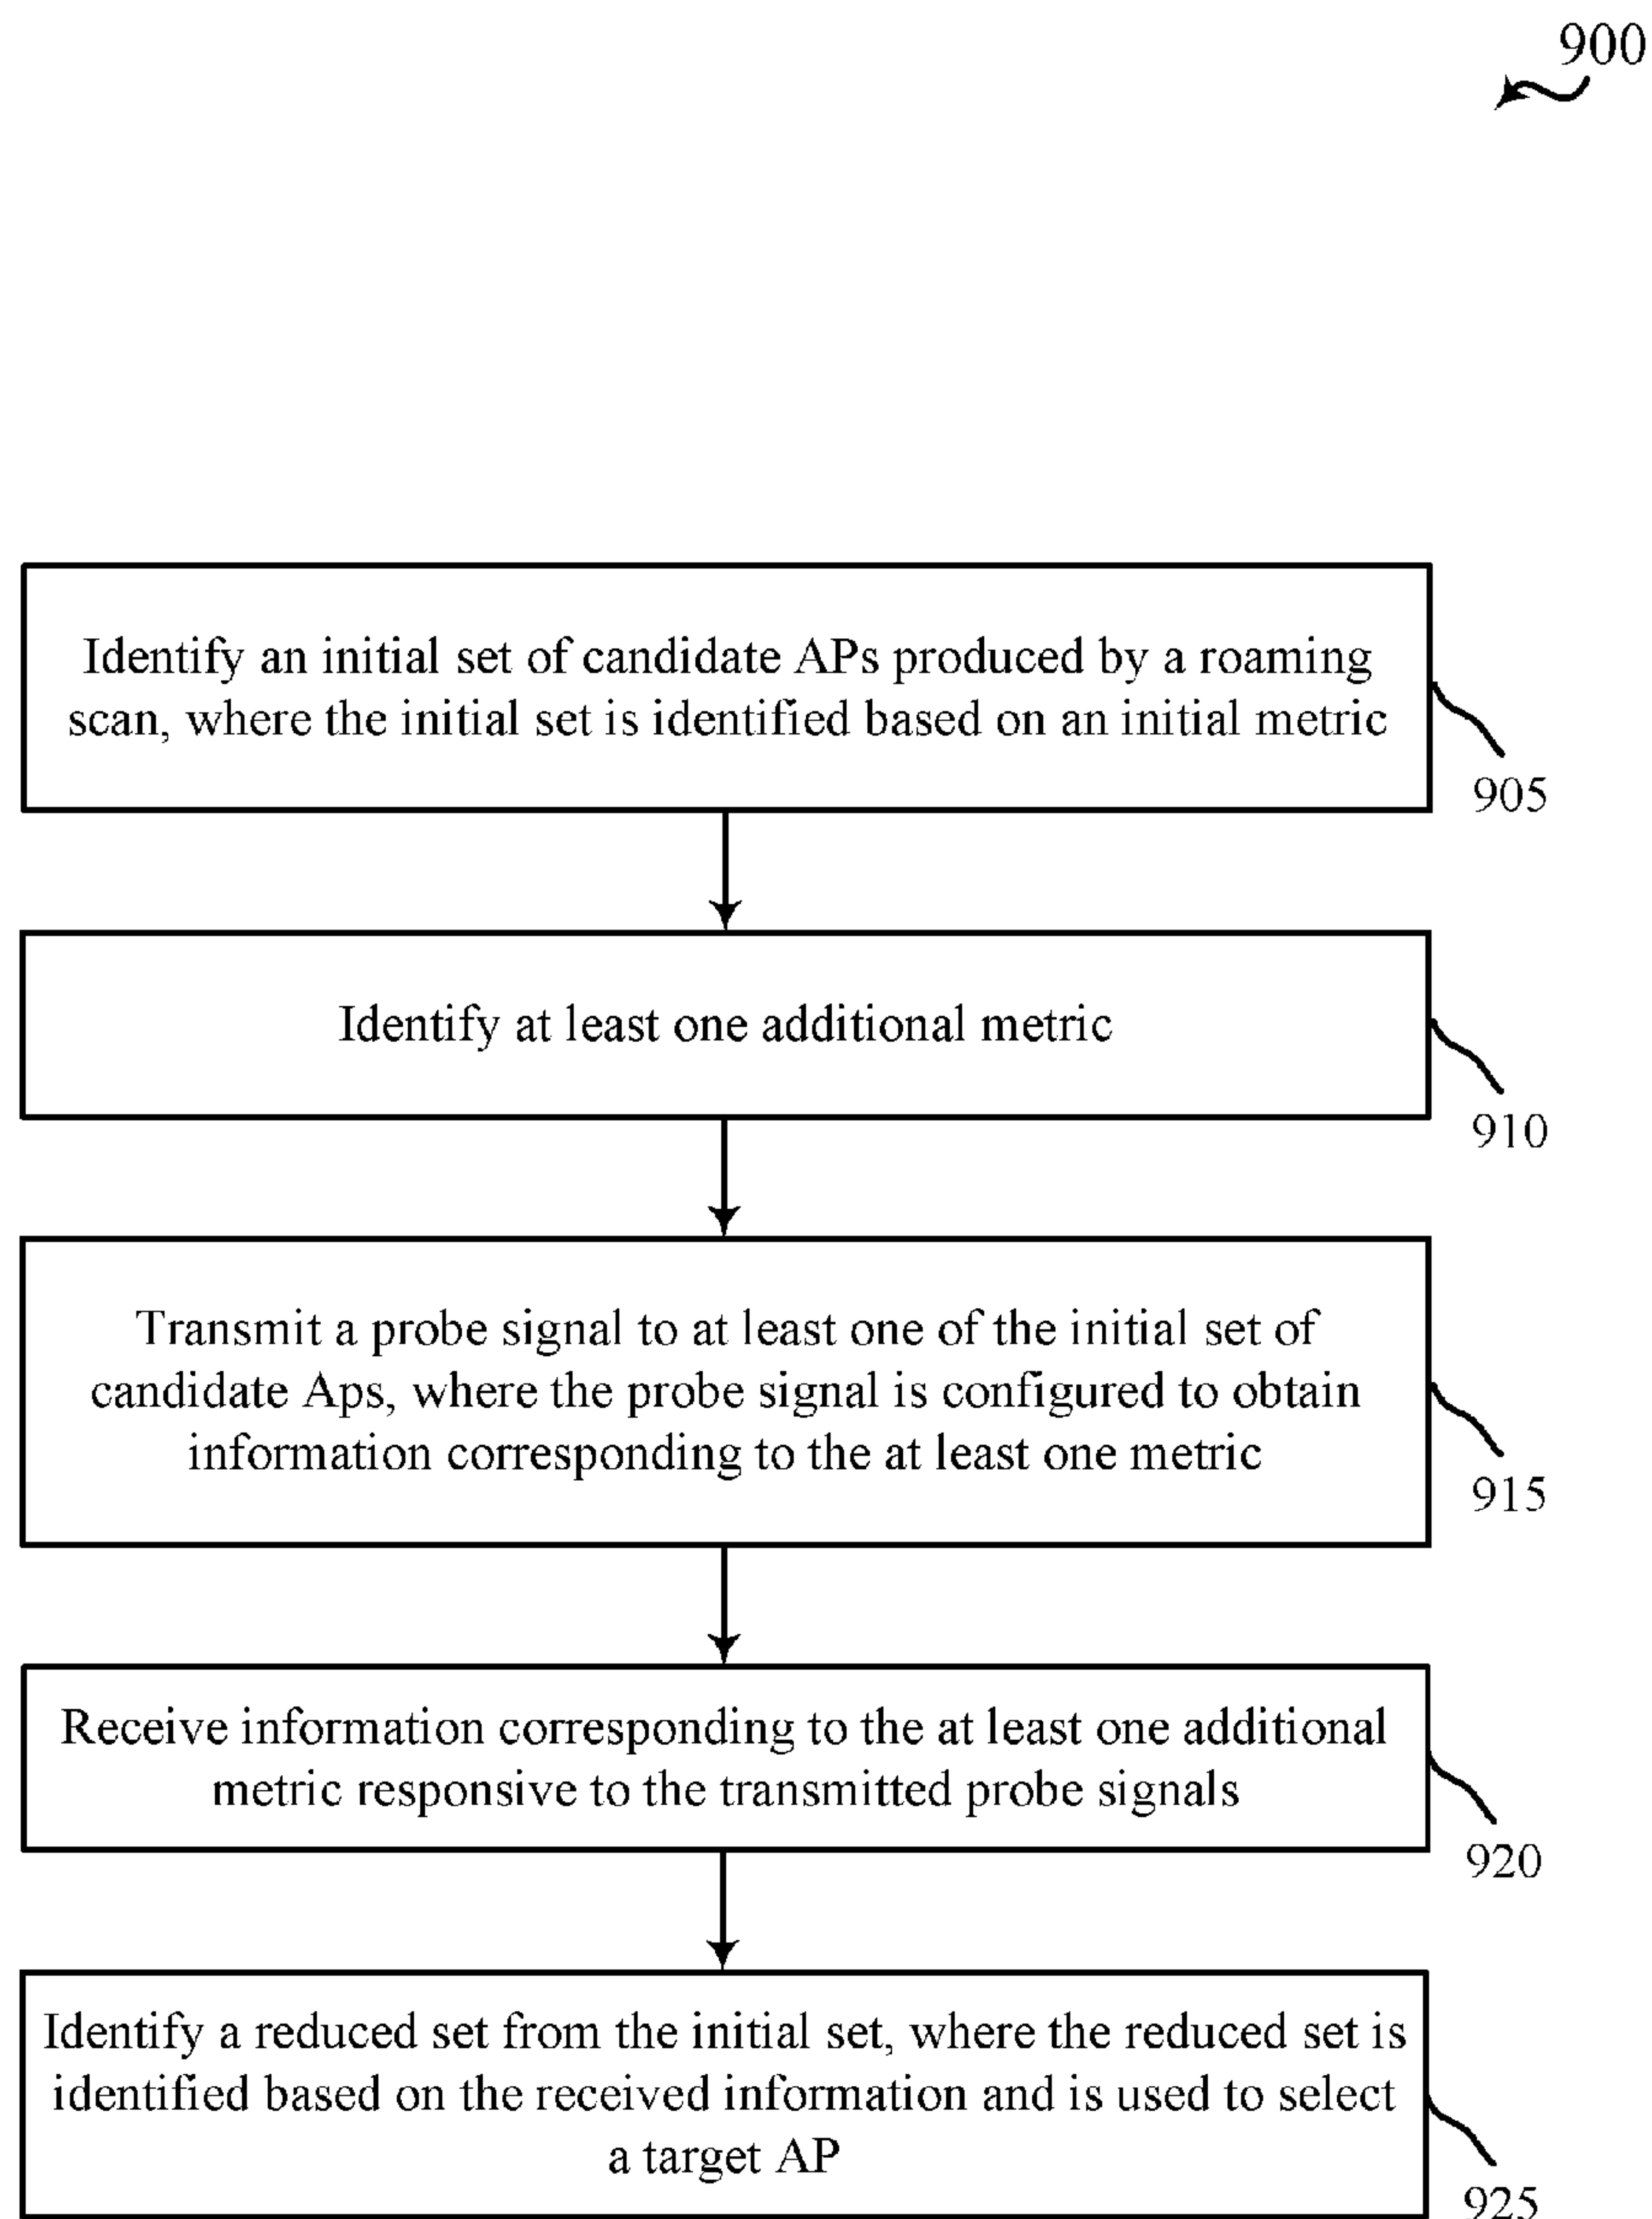 900
Identify an initial set of candidate APs produced by a roaming
scan, where the initial set is identified based on an initial metric
905
Identify at least one additional metric
910
Transmit a probe signal to at least one of the initial set of
candidate Aps, where the probe signal is configured to obtain
information corresponding to the at least one metric
915
Receive information corresponding to the at least one additional
metric responsive to the transmitted probe signals
920
Identify a reduced set from the initial set, where the reduced set is
identified based on the received information and is used to select
a target AP
925